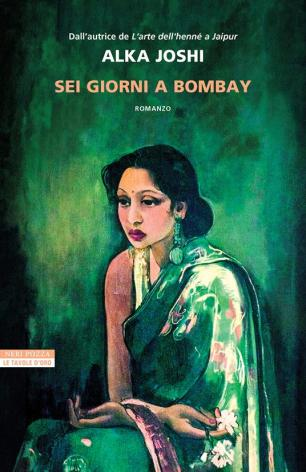 Dall'autrice de L'arte dell'henné a Jaipur
ALKA JOSHI
SEI GIORNI A BOMBAY
ROMANZO
NERI POZZA
LE TAVOLE D'ORO